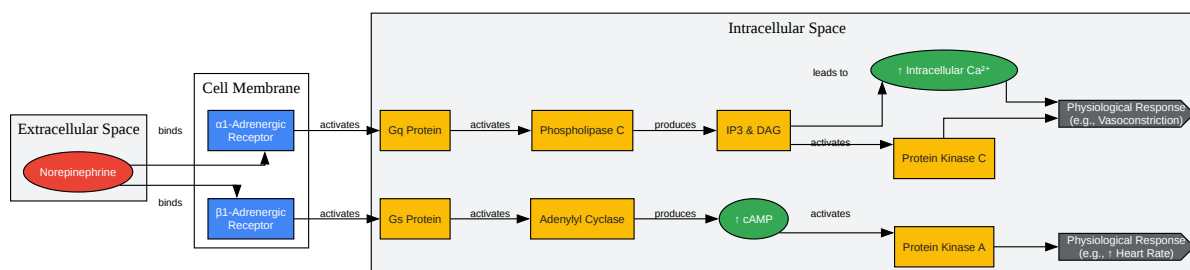 Intracellular Space
Cell Membrane
Extracellular Space
Norepinephrine
binds
binds
α1-Adrenergic
Receptor
β1-Adrenergic
Receptor
activates
Gq Protein
activates
Phospholipase C
produces
IP3 & DAG
leads to
↑ Intracellular Ca²⁺
activates
Protein Kinase C
Physiological Response
(e.g., Vasoconstriction)
activates
Gs Protein
activates
Adenylyl Cyclase
produces
↑ cAMP
activates
Protein Kinase A
Physiological Response
(e.g., ↑ Heart Rate)